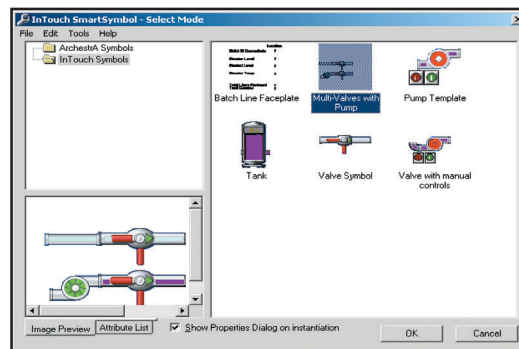 InTouch SmartSymbol - Select Mode
File Edit Tools Help
ArchestrA Symbols
InTouch Symbols
Location
Batch Line Faceplate
Multi-Valves with Pump
Pump Template
Tank
Valve Symbol
Valve with manual controls
Image Preview
Attribute List
Show Properties Dialog on instantiation
OK
Cancel